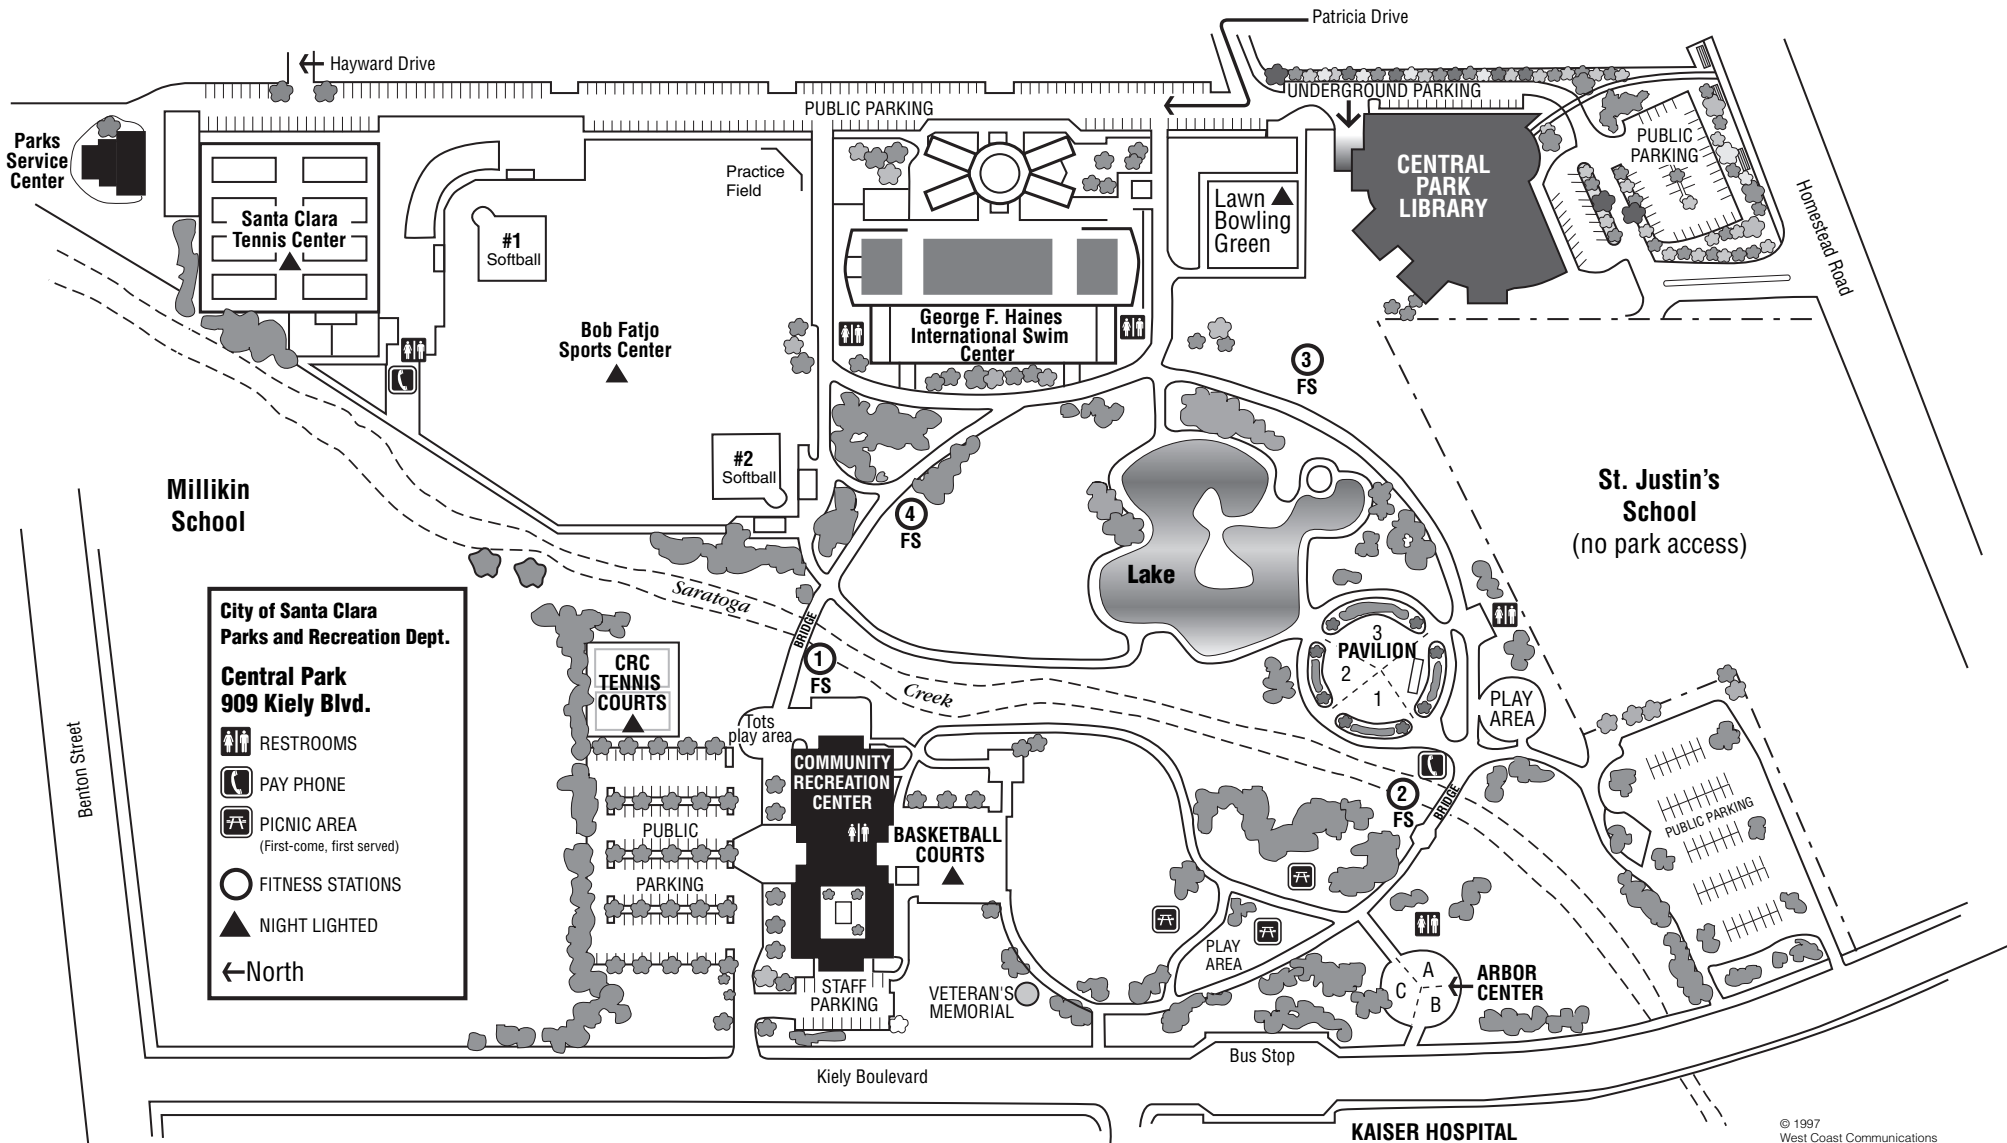 Patricia Drive
Hayward Drive
PUBLIC PARKING
UNDERGROUND PARKING
Parks
Service
Center
Santa Clara
Tennis Center
#1
Softball
Practice
Field
Lawn
Bowling
Green
CENTRAL
PARK
LIBRARY
PUBLIC
PARKING
Homestead Road
Bob Fatjo
Sports Center
George F. Haines
International Swim
Center
3
FS
#2
Softball
4
FS
Millikin
School
St. Justin's
School
(no park access)
Lake
Saratoga
Creek
BRIDGE
1
FS
CRC
TENNIS
COURTS
Tots
play area
3
PAVILION
2
1
PLAY
AREA
City of Santa Clara
Parks and Recreation Dept.
Central Park
909 Kiely Blvd.
RESTROOMS
PAY PHONE
PICNIC AREA
(First-come, first served)
FITNESS STATIONS
NIGHT LIGHTED
North
Benton Street
COMMUNITY
RECREATION
CENTER
BASKETBALL
COURTS
PUBLIC
PARKING
2
FS
BRIDGE
PUBLIC PARKING
PLAY
AREA
STAFF
PARKING
VETERAN'S
MEMORIAL
A
C
B
ARBOR
CENTER
Bus Stop
Kiely Boulevard
KAISER HOSPITAL
© 1997
West Coast Communications